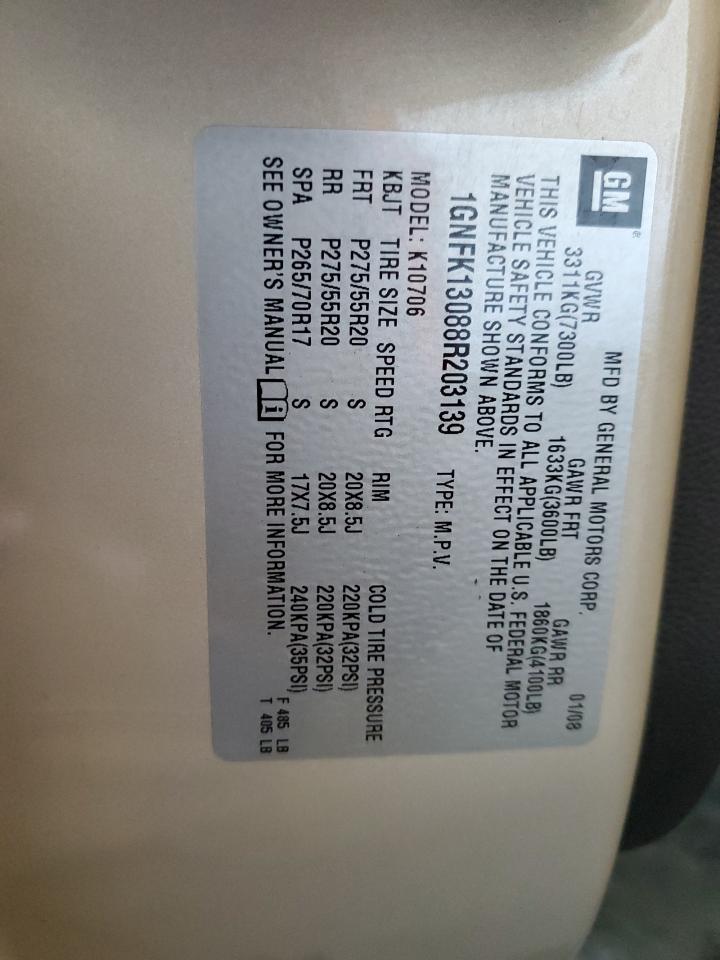 GM®
MFD BY GENERAL MOTORS CORP. 01/08
GVWR GAWR FRT GAWR RR
3311KG(7300LB) 1633KG(3600LB) 1860KG(4100LB)
THIS VEHICLE CONFORMS TO ALL APPLICABLE U.S. FEDERAL MOTOR
VEHICLE SAFETY STANDARDS IN EFFECT ON THE DATE OF
MANUFACTURE SHOWN ABOVE.
1GNFK13088R203139 TYPE: M.P.V.
MODEL: K10706
KBJT TIRE SIZE SPEED RTG RIM COLD TIRE PRESSURE
FRT P275/55R20 S 20X8.5J 220KPA(32PSI)
RR P275/55R20 S 20X8.5J 220KPA(32PSI)
SPA P265/70R17 S 17X7.5J 240KPA(35PSI)
SEE OWNER'S MANUAL i FOR MORE INFORMATION.
F 485 LB
T 405 LB